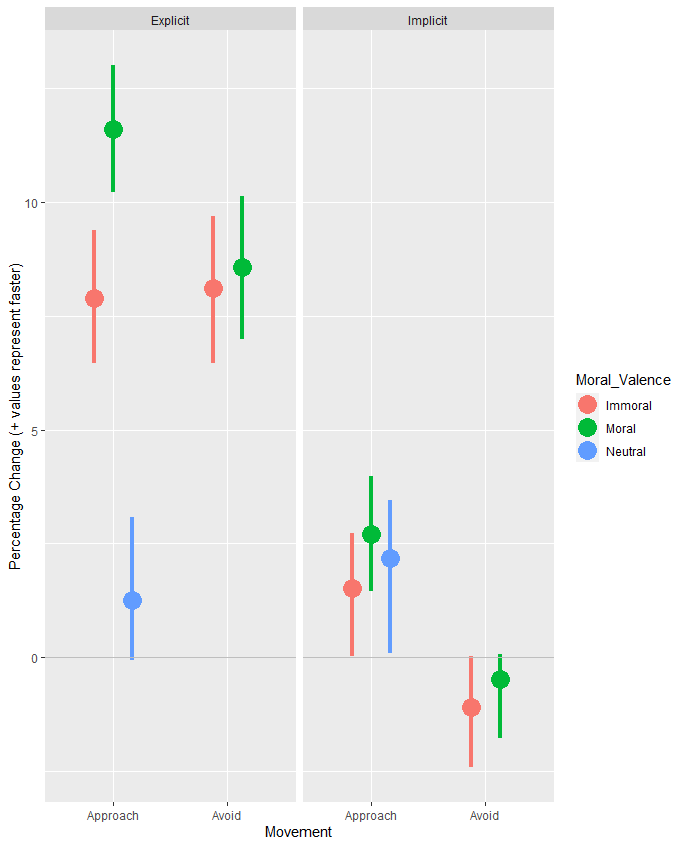 Explicit
Implicit
Percentage Change (+ values represent faster)
10
5
0
Approach
Avoid
Approach
Avoid
Movement
Moral_Valence
Immoral
Moral
Neutral